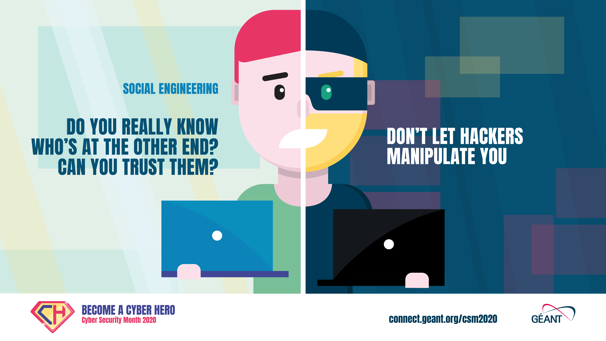 SOCIAL ENGINEERING
DO YOU REALLY KNOW
WHO'S AT THE OTHER END?
CAN YOU TRUST THEM?
DON'T LET HACKERS
MANIPULATE YOU
CH
BECOME A CYBER HERO
Cyber Security Month 2020
connect.geant.org/csm2020
GÉANT